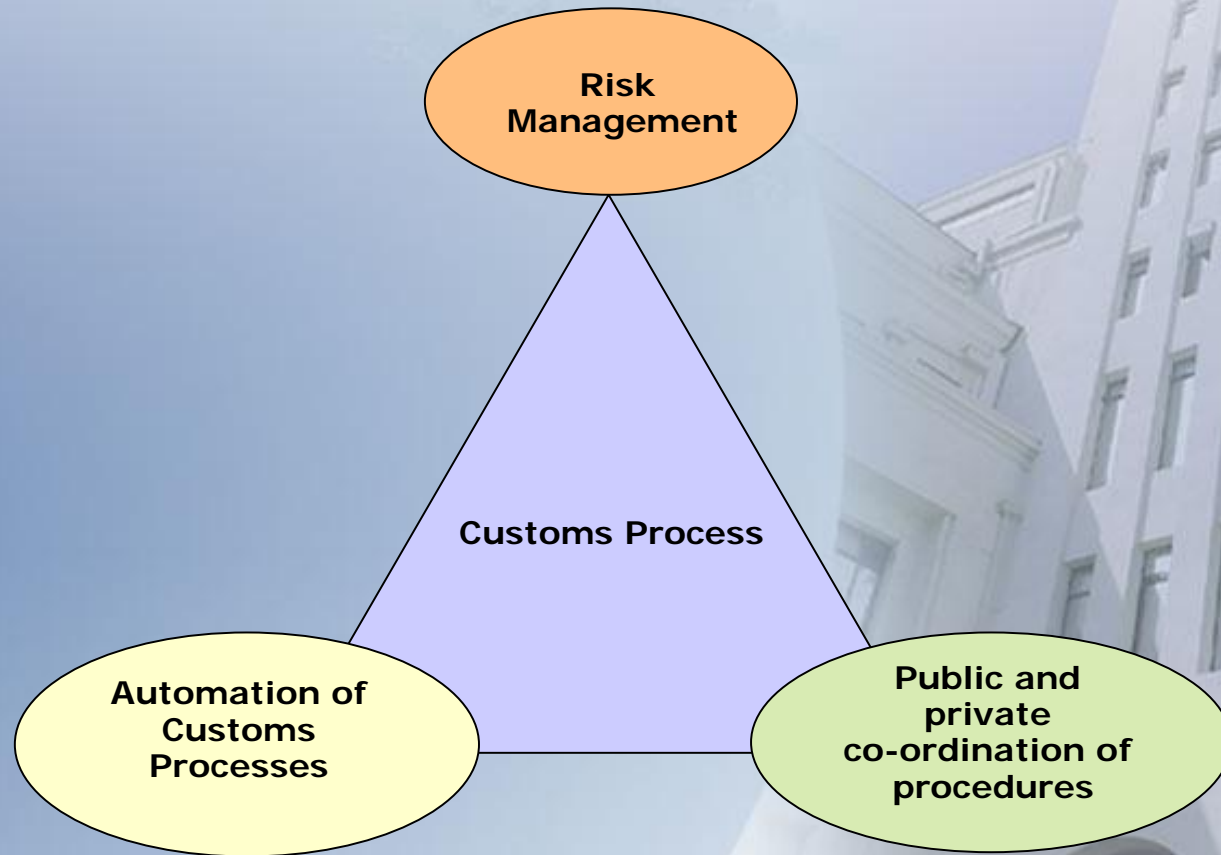 Risk
Management
Customs Process
Automation of
Customs
Processes
Public and
private
co-ordination of
procedures